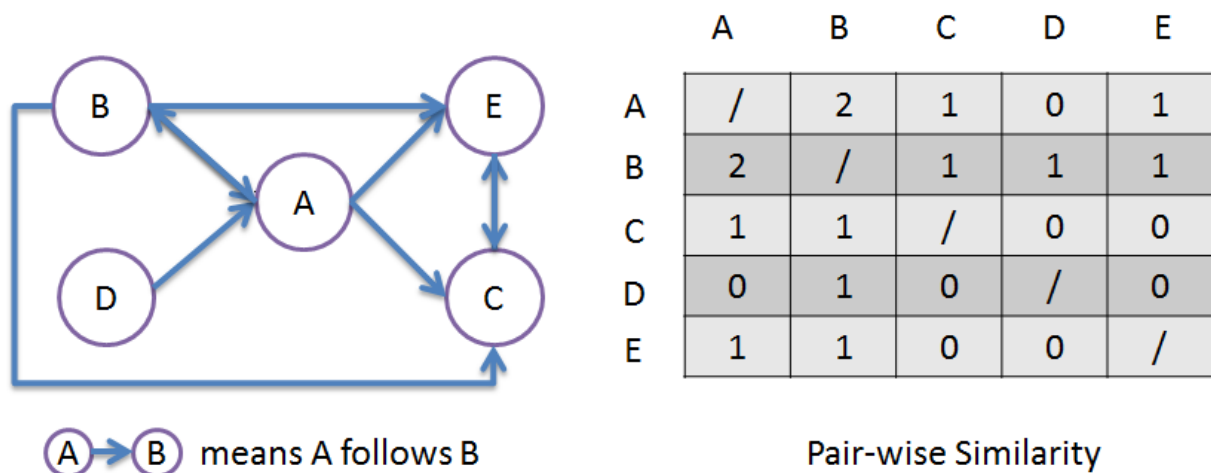 B
E
A
D
C
A B means A follows B
A B C D E
A / 2 1 0 1
B 2 / 1 1 1
C 1 1 / 0 0
D 0 1 0 / 0
E 1 1 0 0 /
Pair-wise Similarity